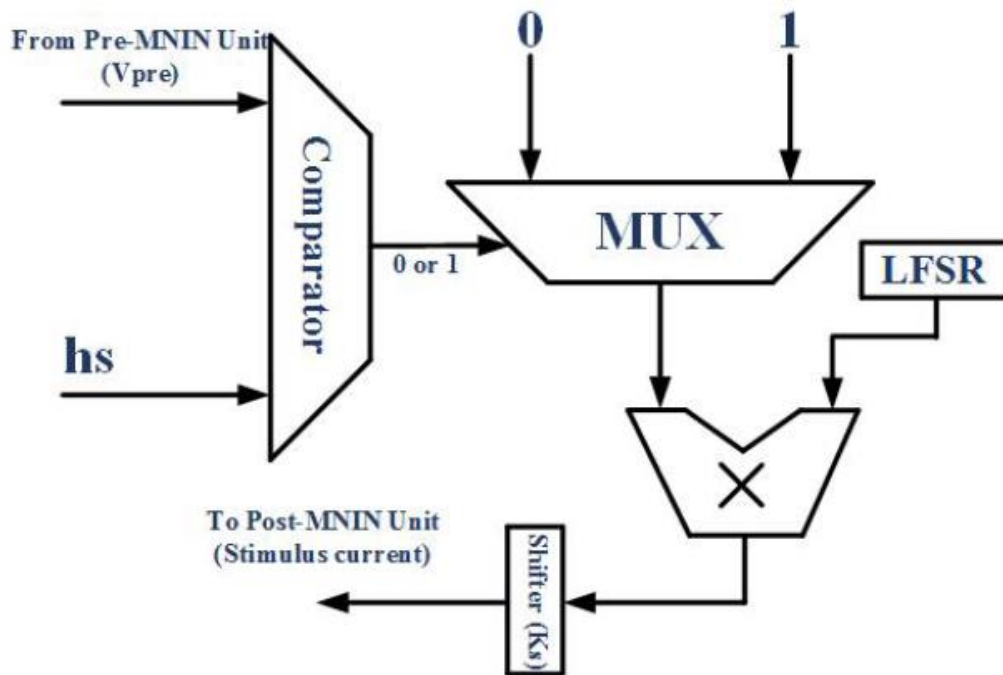 From Pre-MNIN Unit
(Vpre)
0
1
Comparator
MUX
0 or 1
LFSR
hs
×
To Post-MNIN Unit
(Stimulus current)
Shifter (Ks)